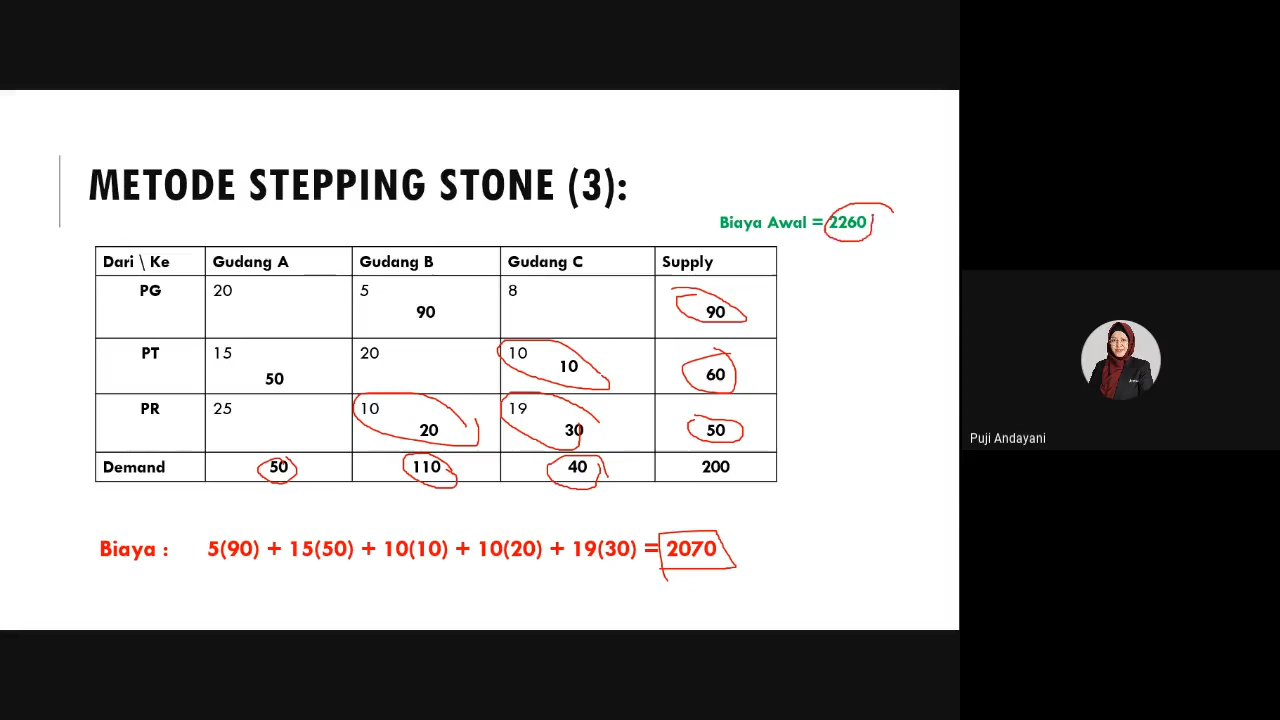 METODE STEPPING STONE (3):
Biaya Awal = 2260
Dari \ Ke Gudang A Gudang B Gudang C Supply
PG 20 5 8
90 90
PT 15 20 10
50 10 60
PR 25 10 19
20 30 50
Demand 50 110 40 200
Biaya : 5(90) + 15(50) + 10(10) + 10(20) + 19(30) = 2070
Puji Andayani